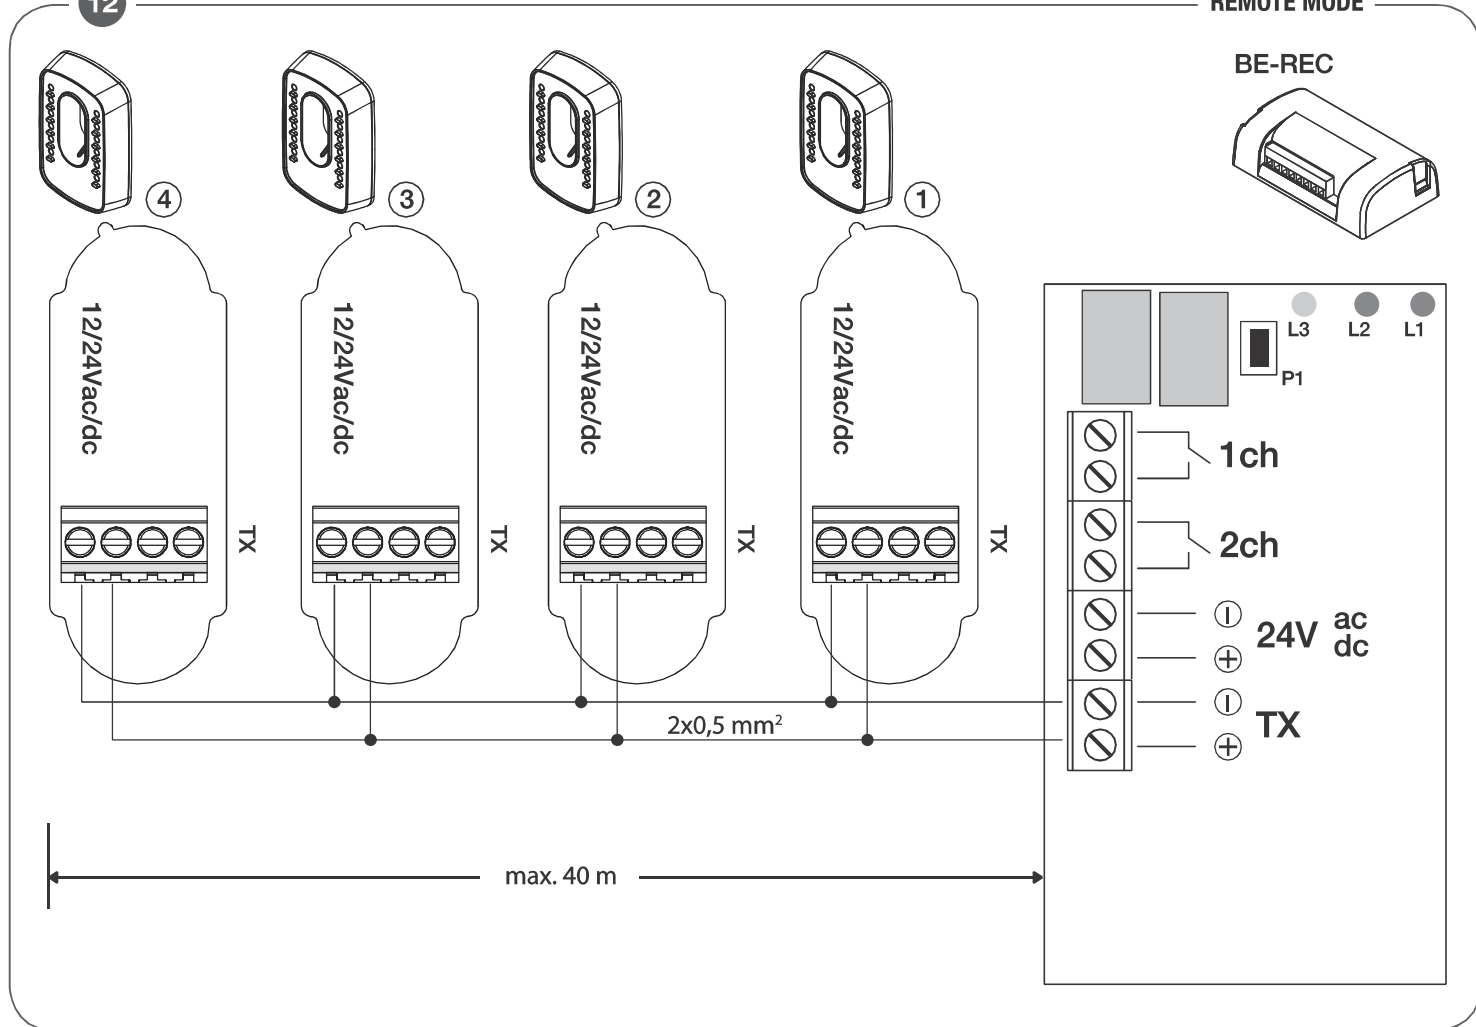 12
REMOTE MODE
BE-REC
4
3
2
1
12/24Vac/dc
12/24Vac/dc
12/24Vac/dc
12/24Vac/dc
TX
TX
TX
TX
L3
L2
L1
P1
1ch
2ch
24V ac dc
TX
2x0,5 mm²
max. 40 m